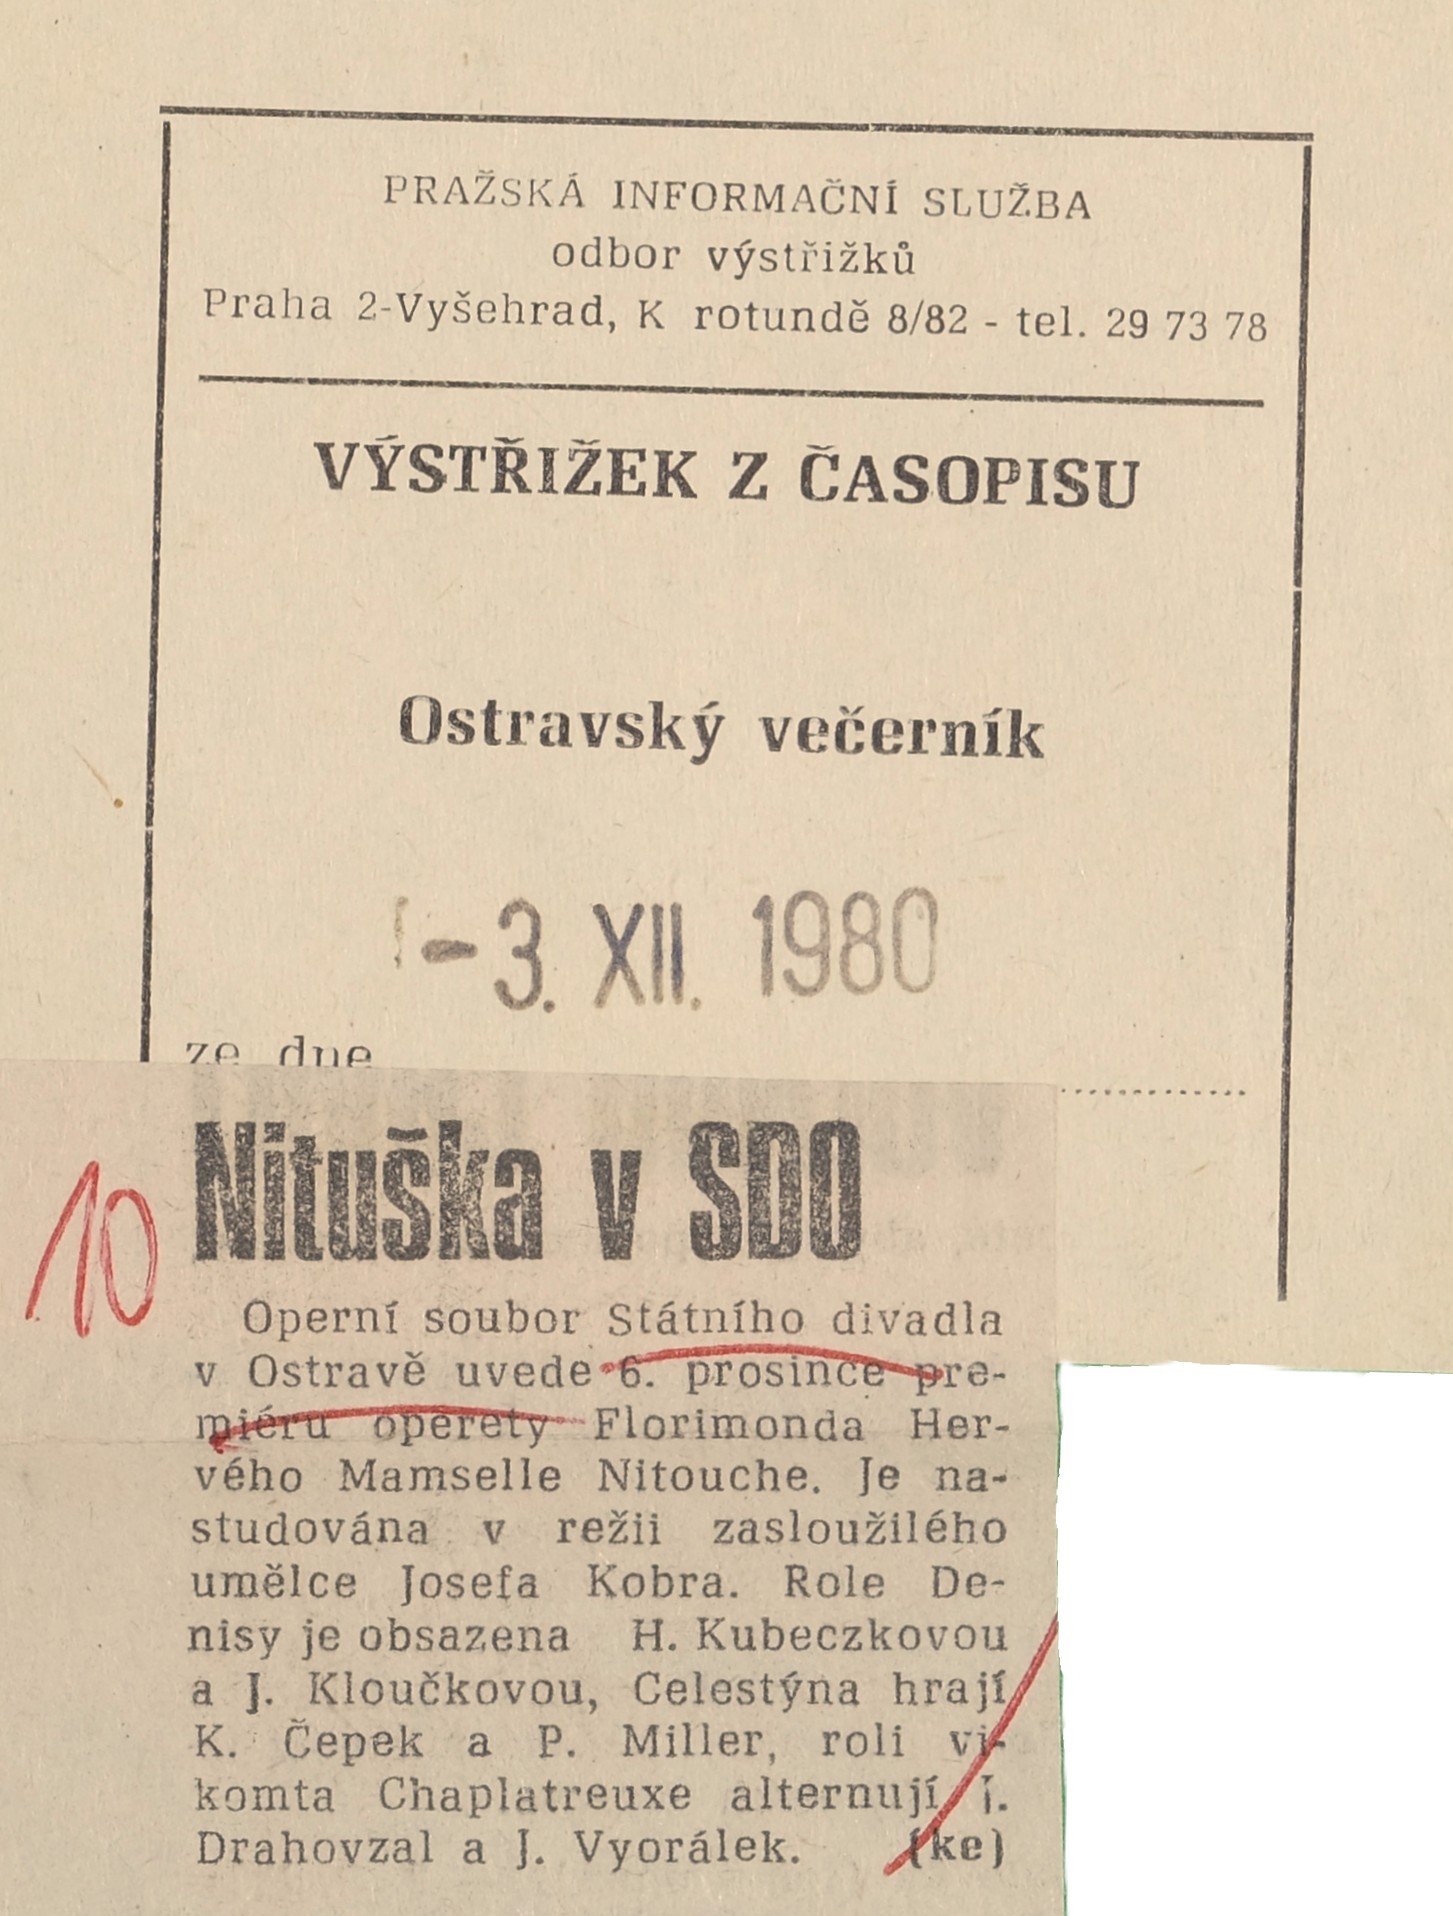 PRAŽSKÁ INFORMAČNÍ SLUŽBA
odbor výstřižků
Praha 2-Vyšehrad, K rotundě 8/82 - tel. 29 73 78
VÝSTŘIŽEK Z ČASOPISU
Ostravský večerník
-3. XII. 1980
ze dne
10
Nituška v SDO
Operní soubor Státního divadla
v Ostravě uvede 6. prosince pre-
miéru operety Florimonda Her-
vého Mamselle Nitouche. Je na-
studována v režii zasloužilého
umělce Josefa Kobra. Role De-
nisy je obsazena H. Kubeczkovou
a J. Kloučkovou, Celestýna hrají
K. Čepek a P. Miller, roli vi-
komta Chaplatreuxe alternují J.
Drahovzal a J. Vyorálek. (ke)